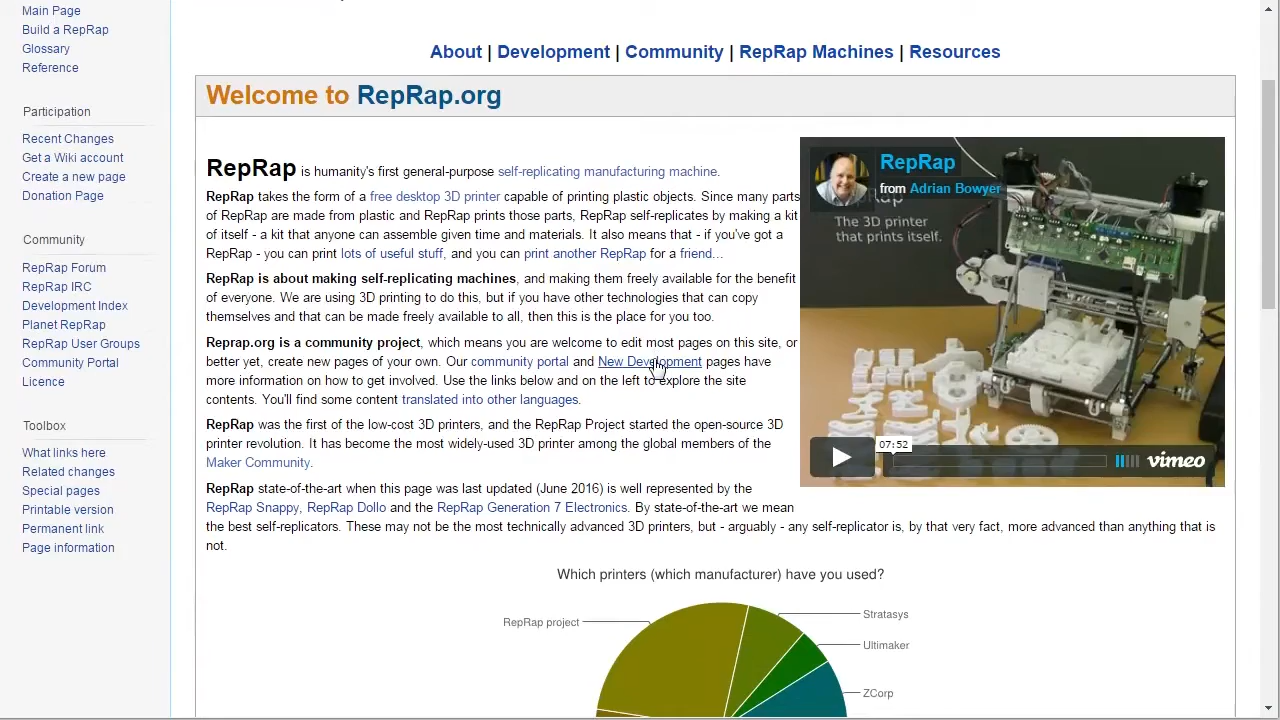 Main Page
Build a RepRap
Glossary
Reference
Participation
Recent Changes
Get a Wiki account
Create a new page
Donation Page
Community
RepRap Forum
RepRap IRC
Development Index
Planet RepRap
RepRap User Groups
Community Portal
Licence
Toolbox
What links here
Related changes
Special pages
Printable version
Permanent link
Page information
About | Development | Community | RepRap Machines | Resources
Welcome to RepRap.org
RepRap is humanity's first general-purpose self-replicating manufacturing machine.
RepRap takes the form of a free desktop 3D printer capable of printing plastic objects. Since many parts
of RepRap are made from plastic and RepRap prints those parts, RepRap self-replicates by making a kit
of itself - a kit that anyone can assemble given time and materials. It also means that - if you've got a
RepRap - you can print lots of useful stuff, and you can print another RepRap for a friend...
RepRap is about making self-replicating machines, and making them freely available for the benefit
of everyone. We are using 3D printing to do this, but if you have other technologies that can copy
themselves and that can be made freely available to all, then this is the place for you too.
Reprap.org is a community project, which means you are welcome to edit most pages on this site, or
better yet, create new pages of your own. Our community portal and New Development pages have
more information on how to get involved. Use the links below and on the left to explore the site
contents. You'll find some content translated into other languages.
RepRap was the first of the low-cost 3D printers, and the RepRap Project started the open-source 3D
printer revolution. It has become the most widely-used 3D printer among the global members of the
Maker Community.
RepRap state-of-the-art when this page was last updated (June 2016) is well represented by the
RepRap Snappy, RepRap Dollo and the RepRap Generation 7 Electronics. By state-of-the-art we mean
the best self-replicators. These may not be the most technically advanced 3D printers, but - arguably - any self-replicator is, by that very fact, more advanced than anything that is
not.
RepRap
from Adrian Bowyer
The 3D printer
that prints itself.
07:52
vimeo
Which printers (which manufacturer) have you used?
RepRap project
Stratasys
Ultimaker
ZCorp